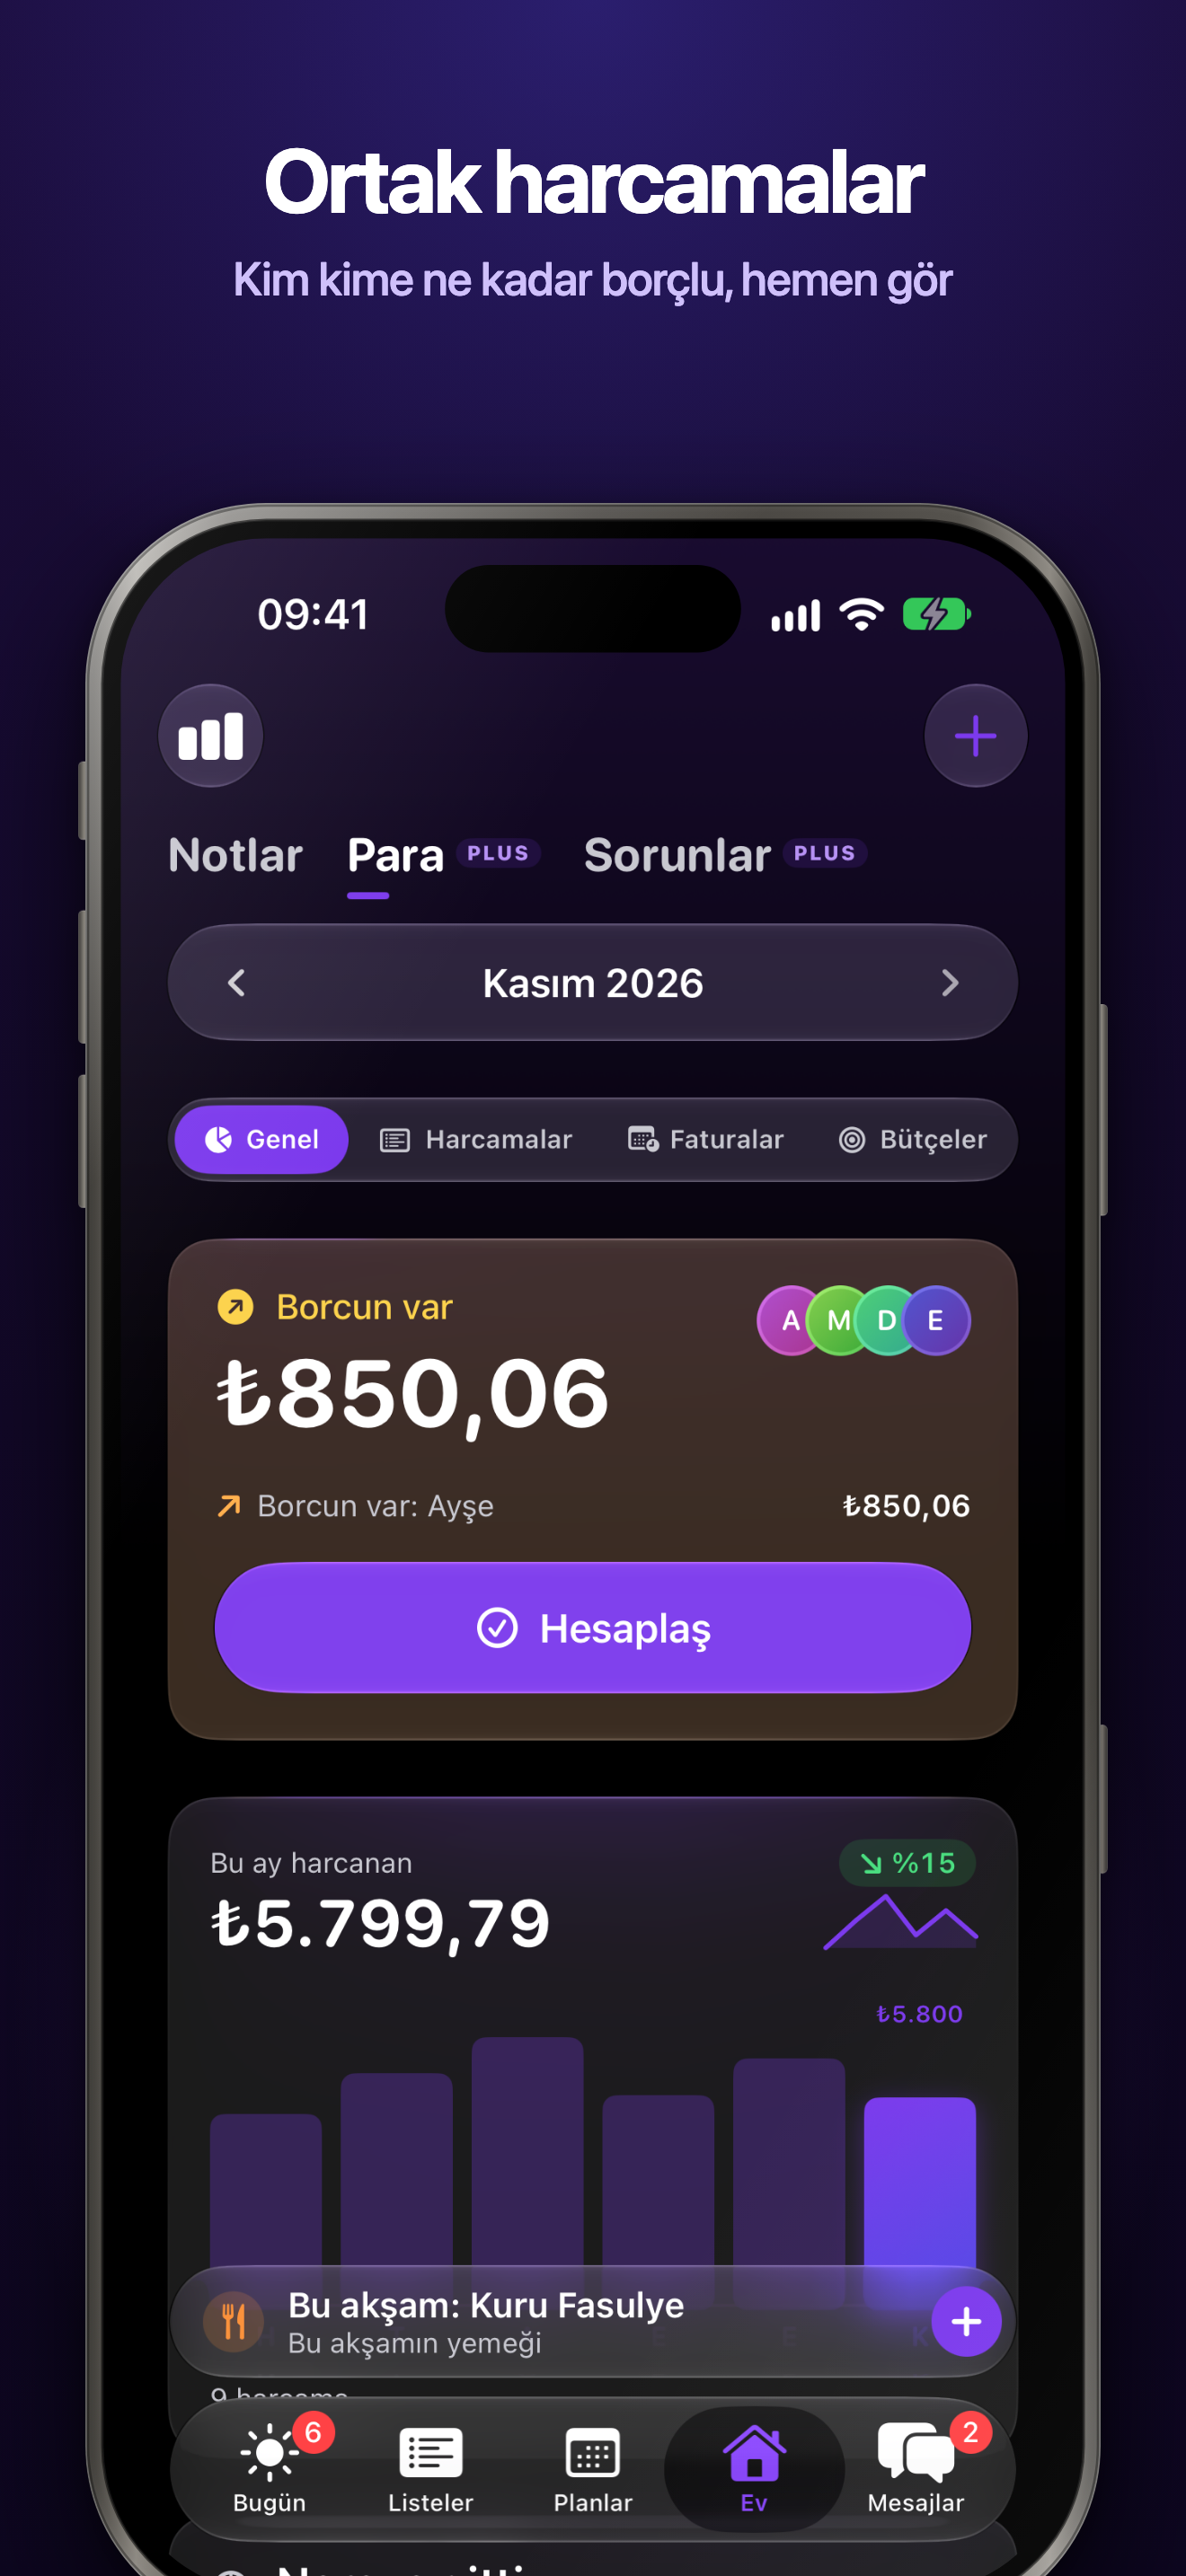 Ortak harcamalar
Kim kime ne kadar borçlu, hemen gör
09:41
Notlar Para PLUS Sorunlar PLUS
Kasım 2026
Genel Harcamalar Faturalar Bütçeler
Borcun var
A M D E
₺850,06
Borcun var: Ayşe ₺850,06
Hesaplaş
Bu ay harcanan %15
₺5.799,79
₺5.800
Bu akşam: Kuru Fasulye
Bu akşamın yemeği
9 harcama
6 2
Bugün Listeler Planlar Ev Mesajlar